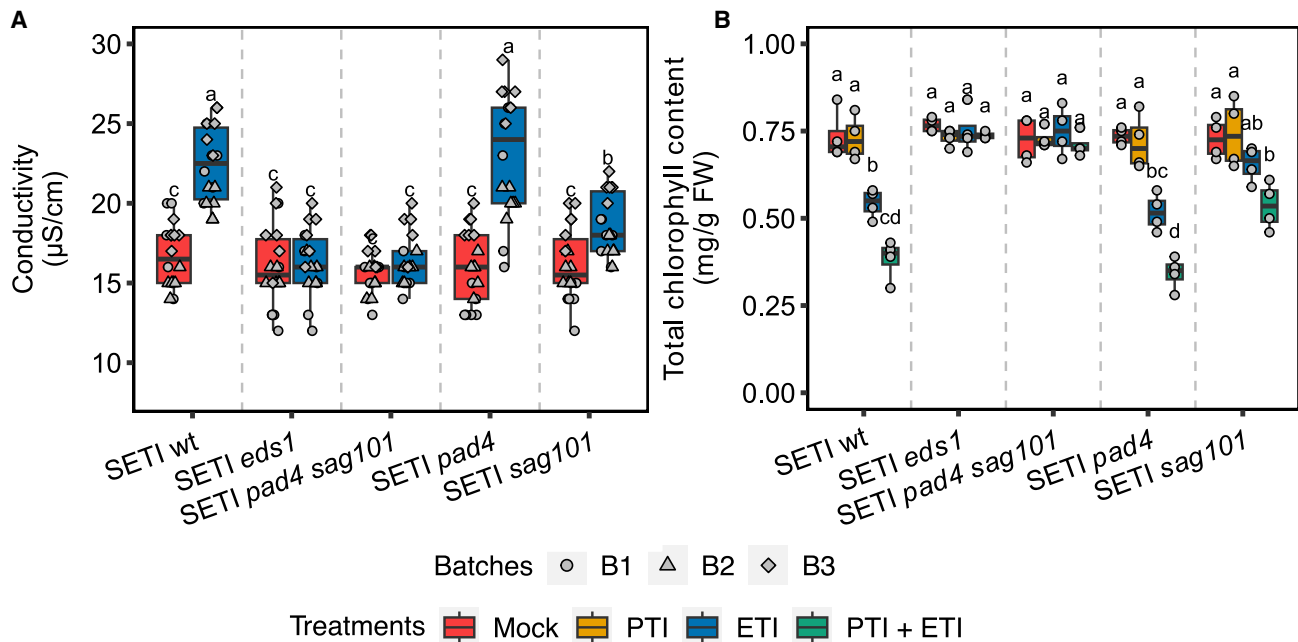 A
Conductivity
(µS/cm)
30
25
20
15
10
c
a
c
c
c
c
c
a
c
b
SETI wt
SETI eds1
SETI pad4 sag101
SETI pad4
SETI sag101
B
Total chlorophyll content
(mg/g FW)
1.00
0.75
0.50
0.25
0.00
a
a
b
cd
a
a
a
a
a
a
a
a
a
a
bc
d
a
a
ab
b
SETI wt
SETI eds1
SETI pad4 sag101
SETI pad4
SETI sag101
Batches B1 B2 B3
Treatments Mock PTI ETI PTI + ETI